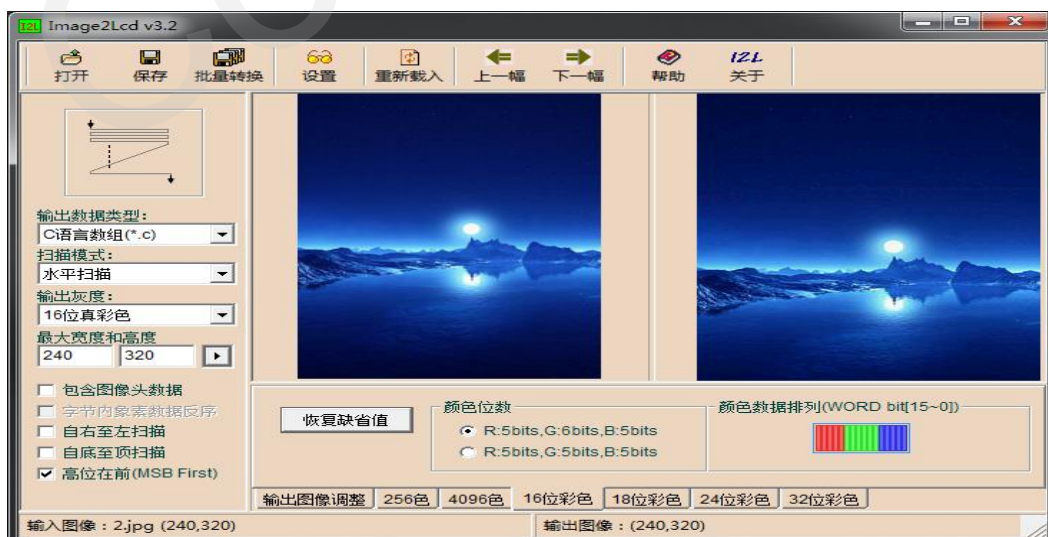 Image2Lcd v3.2
打开 保存 批量转换 设置 重新载入 上一幅 下一幅 帮助 关于
输出数据类型:
C语言数组(*.c)
扫描模式:
水平扫描
输出灰度:
16位真彩色
最大宽度和高度
240 320
包含图像头数据
字节内象素数据反序
自右至左扫描
自底至顶扫描
高位在前(MSB First)
恢复缺省值
颜色位数
R:5bits,G:6bits,B:5bits
R:5bits,G:5bits,B:5bits
颜色数据排列(WORD bit[15~0])
输出图像调整 256色 4096色 16位彩色 18位彩色 24位彩色 32位彩色
输入图像:2.jpg (240,320)
输出图像:(240,320)